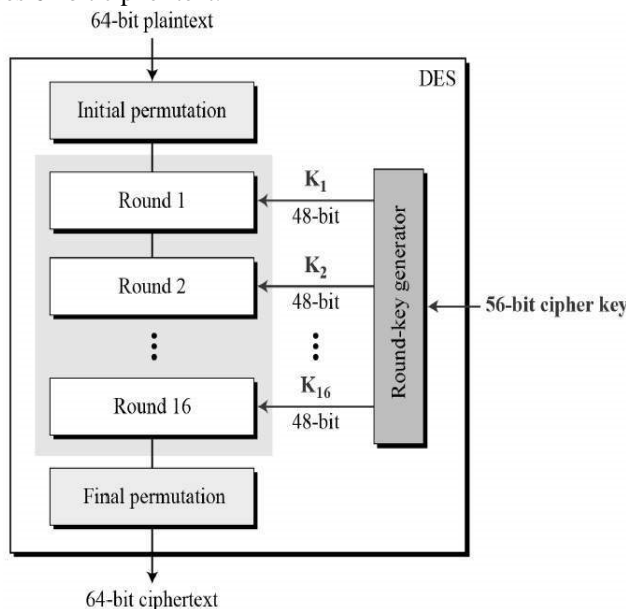 64-bit plaintext
DES
Initial permutation
K1
Round 1
48-bit
K2
Round 2
48-bit
Round-key generator
56-bit cipher key
K16
Round 16
48-bit
Final permutation
64-bit ciphertext